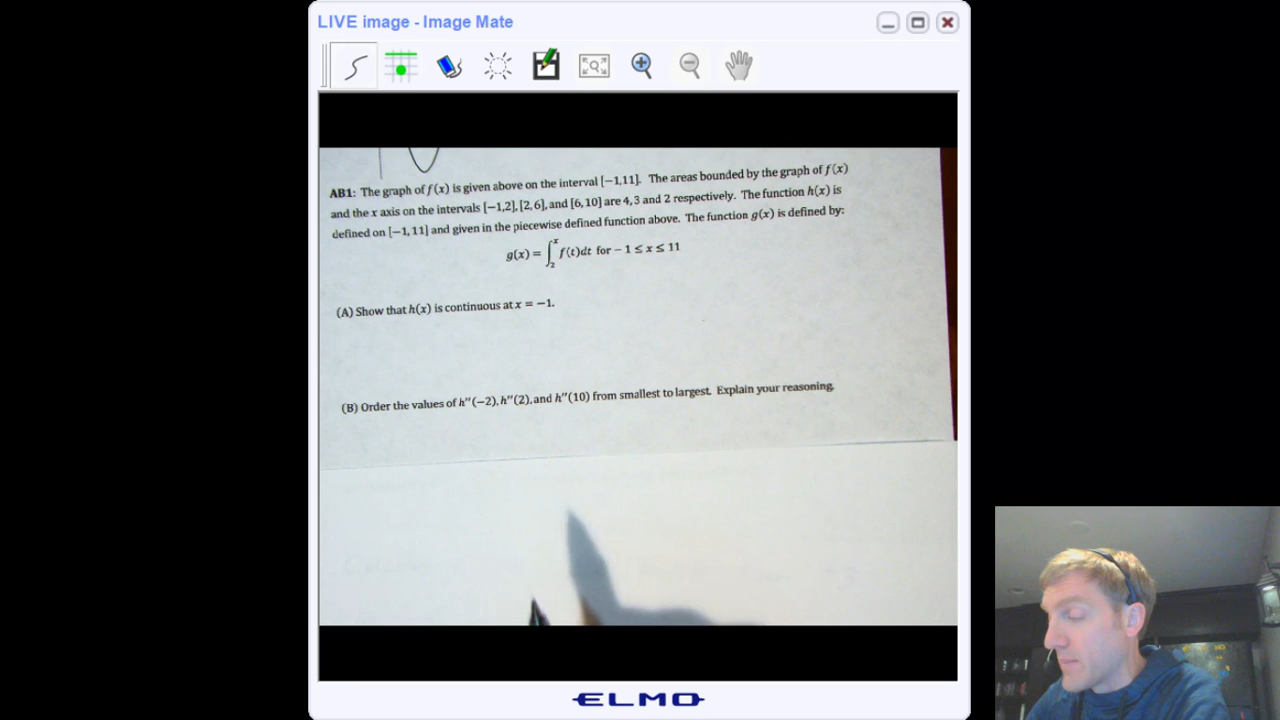 LIVE image - Image Mate
AB1: The graph of f(x) is given above on the interval [−1,11]. The areas bounded by the graph of f(x)
and the x axis on the intervals [−1,2], [2,6], and [6,10] are 4, 3 and 2 respectively. The function h(x) is
defined on [−1,11] and given in the piecewise defined function above. The function g(x) is defined by:
g(x) = ∫₂ˣ f(t)dt for − 1 ≤ x ≤ 11
(A) Show that h(x) is continuous at x = −1.
(B) Order the values of h''(−2), h''(2), and h''(10) from smallest to largest. Explain your reasoning.
ELMO